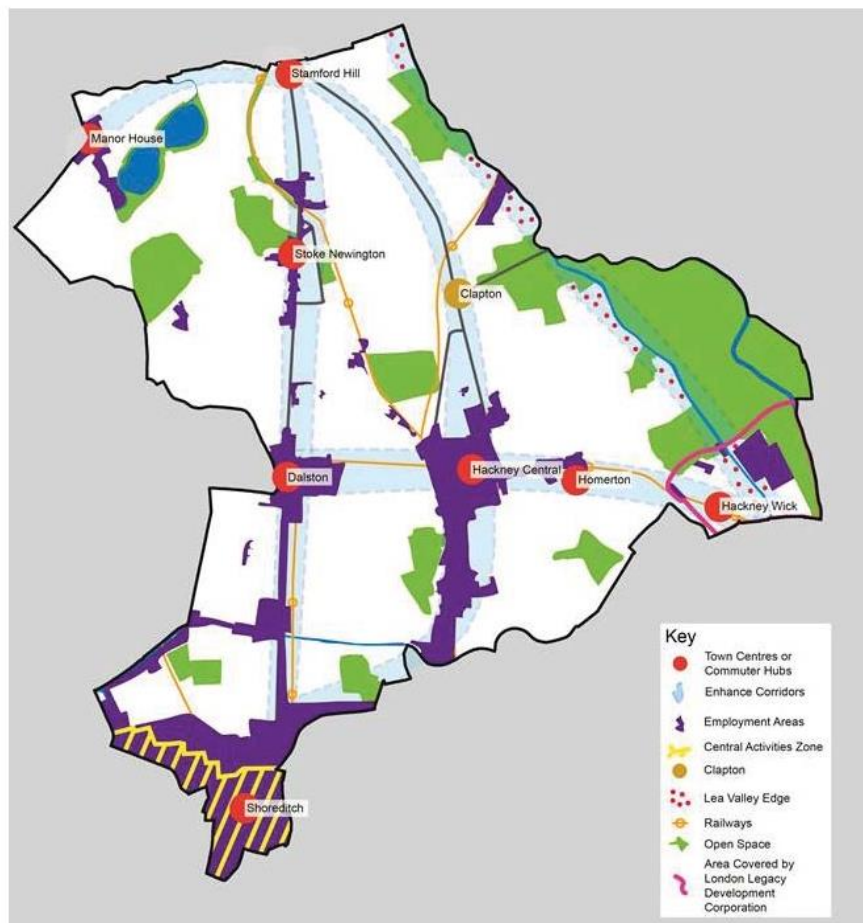 Stamford Hill
Manor House
Stoke Newington
Clapton
Hackney Central
Dalston
Homerton
Hackney Wick
Shoreditch
Key
Town Centres or
Commuter Hubs
Enhance Corridors
Employment Areas
Central Activities Zone
Clapton
Lea Valley Edge
Railways
Open Space
Area Covered by
London Legacy
Development
Corporation